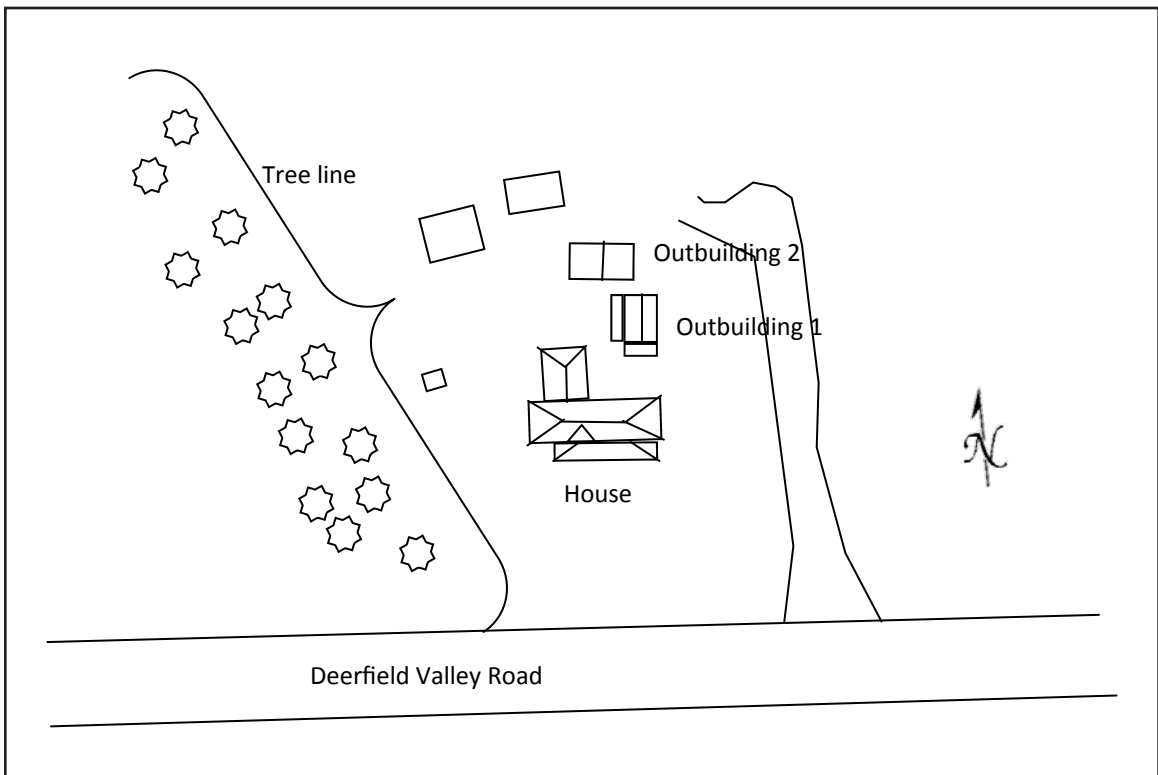 Tree line
Outbuilding 2
Outbuilding 1
N
House
Deerfield Valley Road